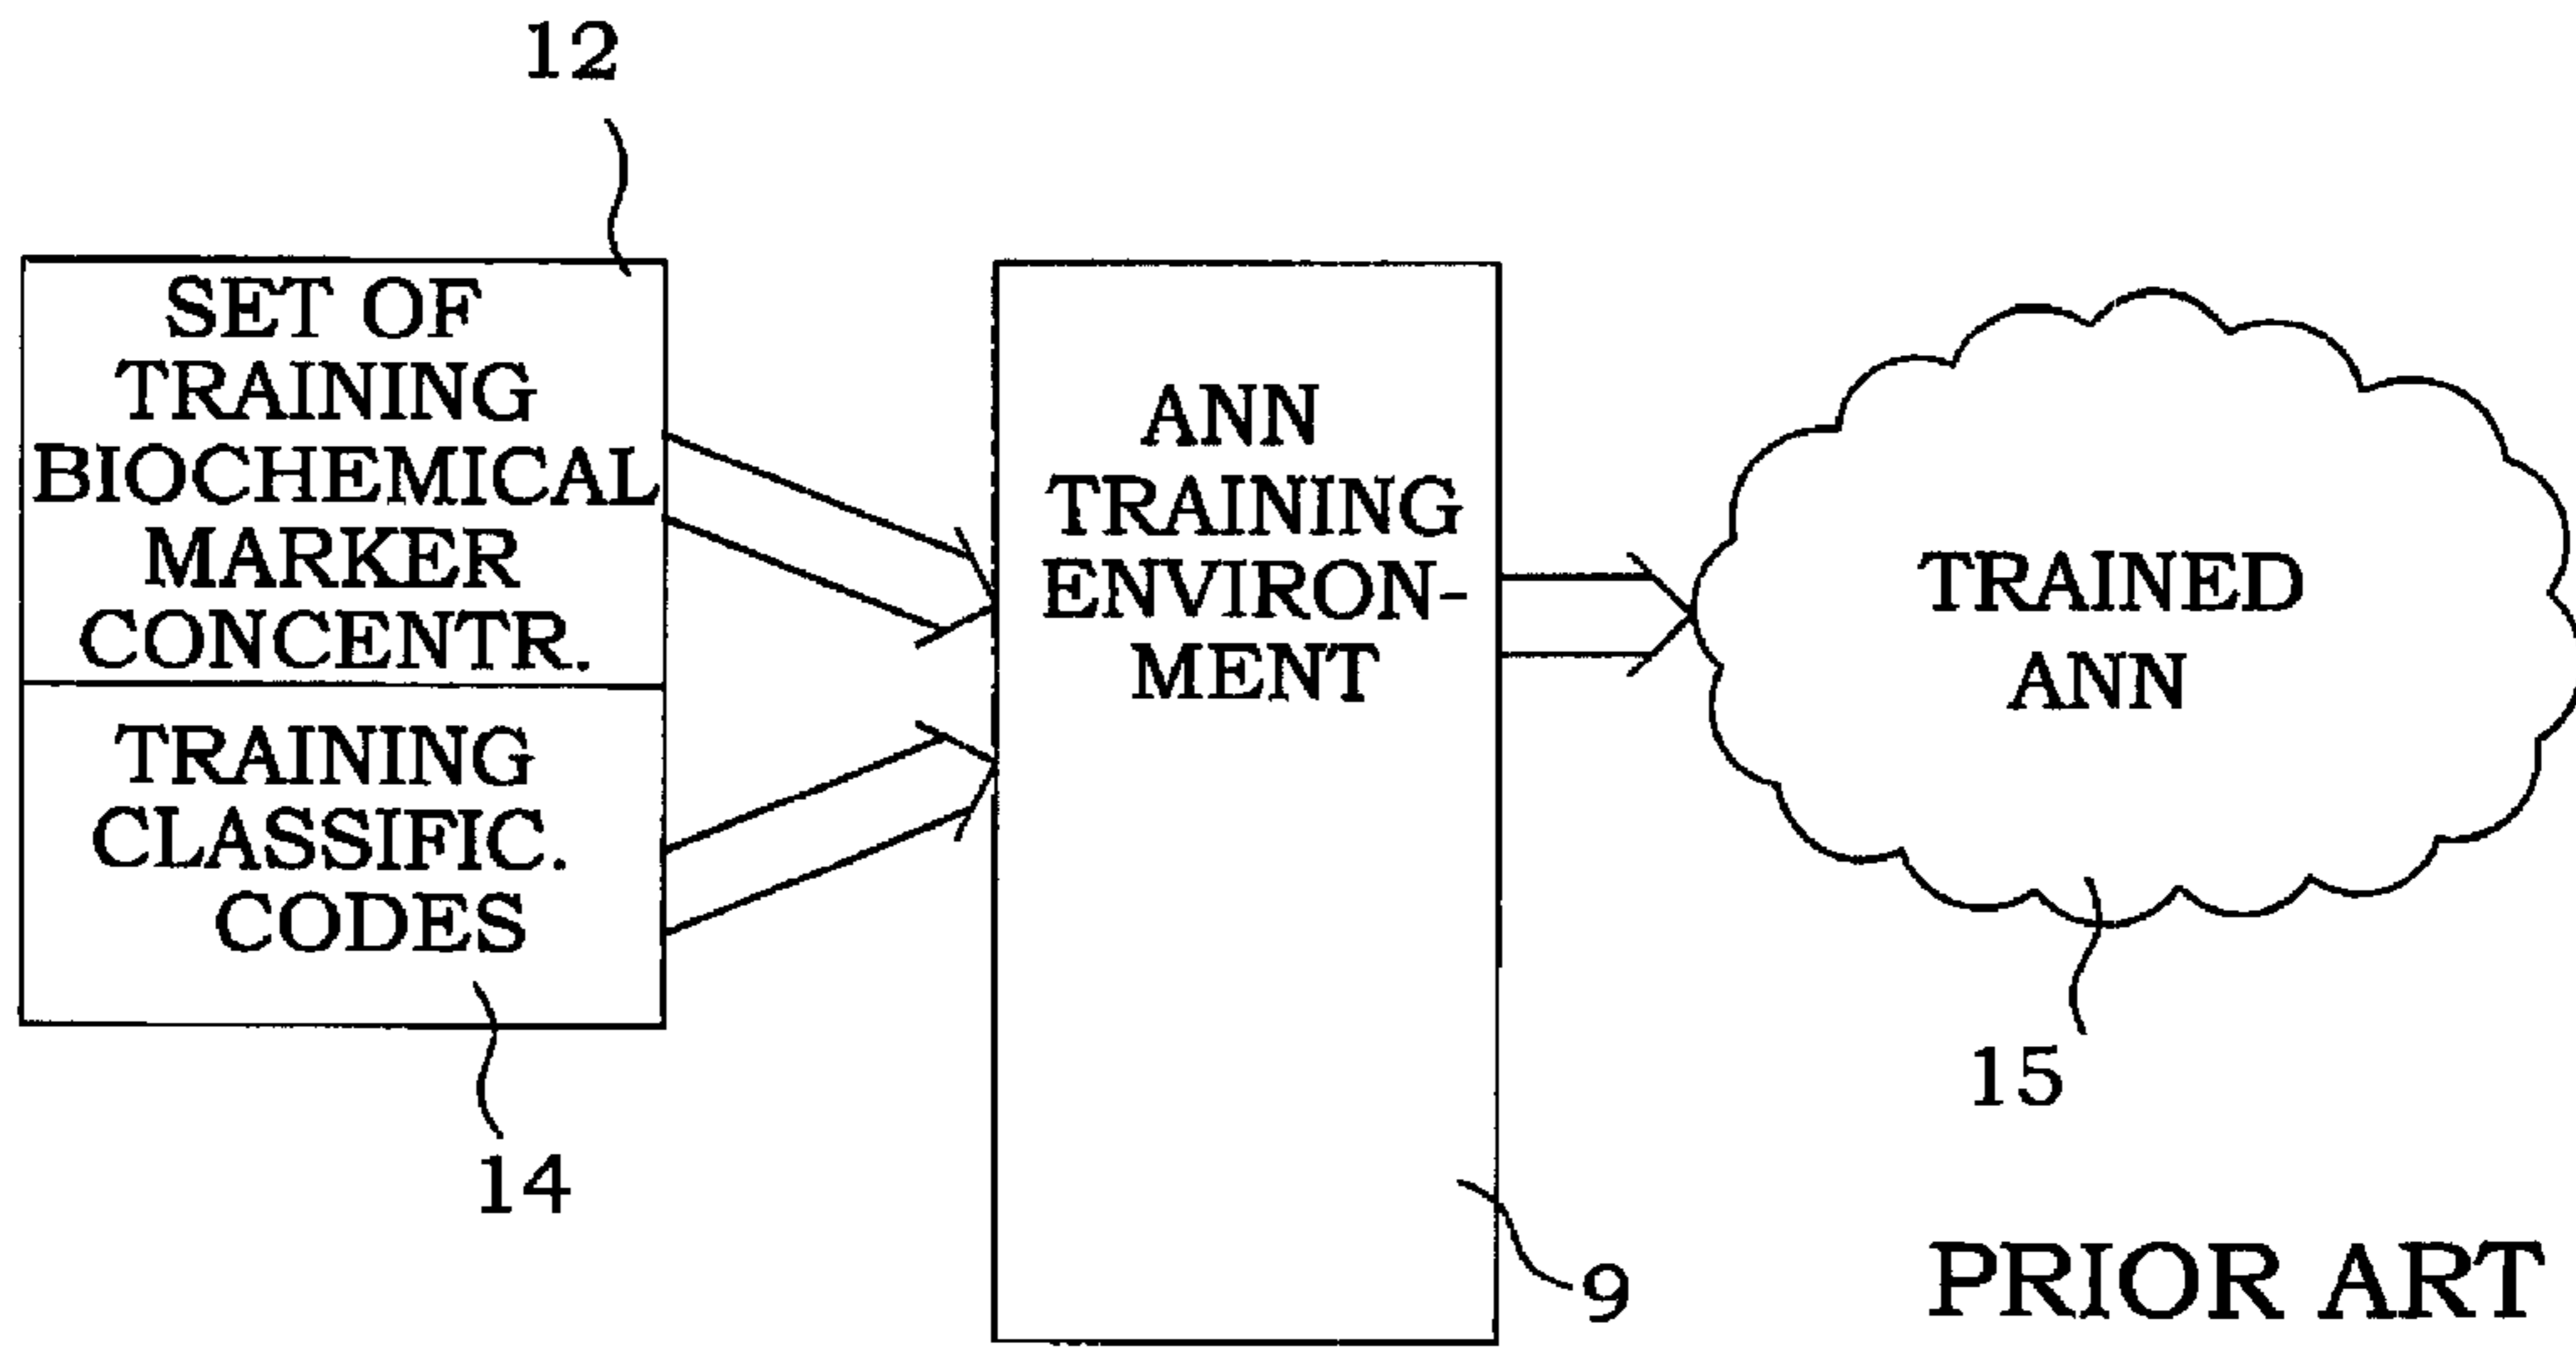 12
SET OF
TRAINING
BIOCHEMICAL
MARKER
CONCENTR.
TRAINING
CLASSIFIC.
CODES
14
ANN
TRAINING
ENVIRON-
MENT
9
TRAINED
ANN
15
PRIOR ART